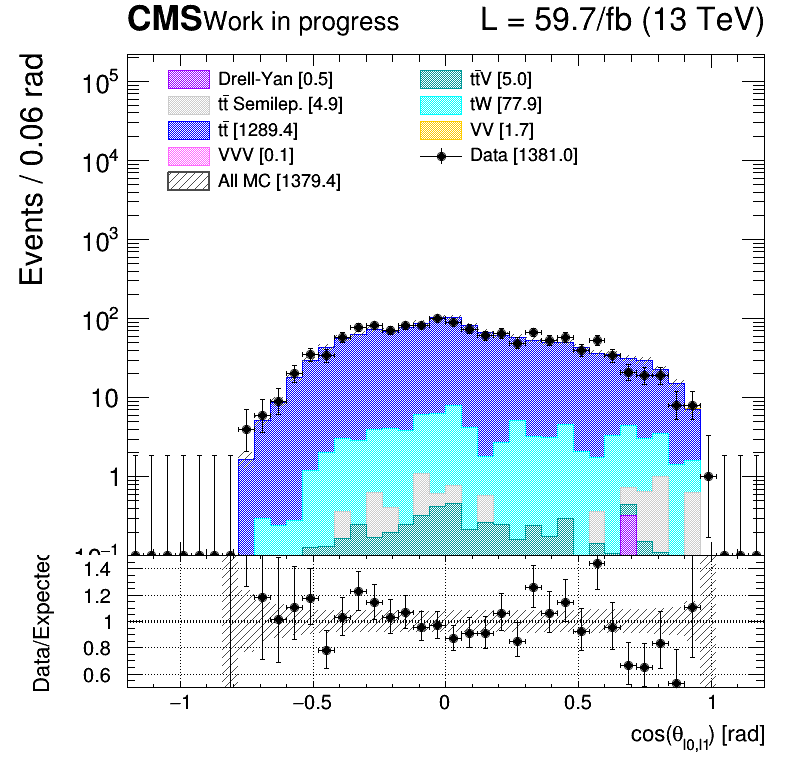 CMS Work in progress L = 59.7/fb (13 TeV)
Events / 0.06 rad
10⁵
10⁴
10³
10²
10
1
10⁻¹
Drell-Yan [0.5]
tt̄ Semilep. [4.9]
tt̄ [1289.4]
VVV [0.1]
All MC [1379.4]
tt̄V [5.0]
tW [77.9]
VV [1.7]
Data [1381.0]
Data/Expected
1.4
1.2
1
0.8
0.6
−1 −0.5 0 0.5 1
cos(θ_l0,l1) [rad]